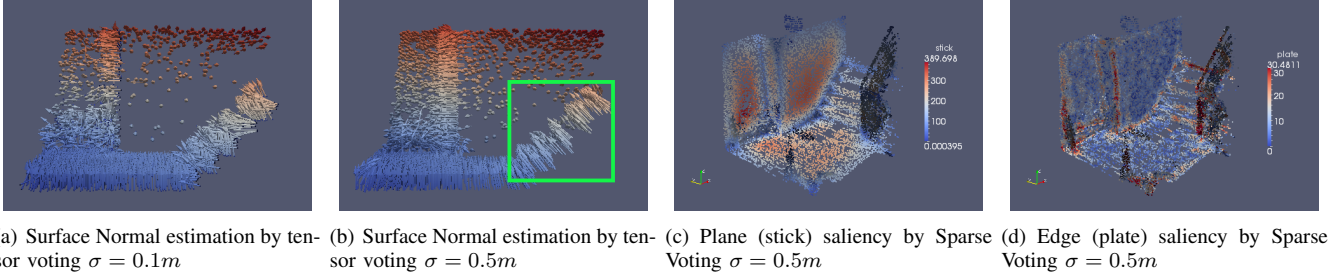 stick
389.698
300
200
100
0.000395
plate
30.4811
30
20
10
0
a) Surface Normal estimation by ten-
sor voting σ = 0.1m
(b) Surface Normal estimation by ten-
sor voting σ = 0.5m
(c) Plane (stick) saliency by Sparse
Voting σ = 0.5m
(d) Edge (plate) saliency by Sparse
Voting σ = 0.5m